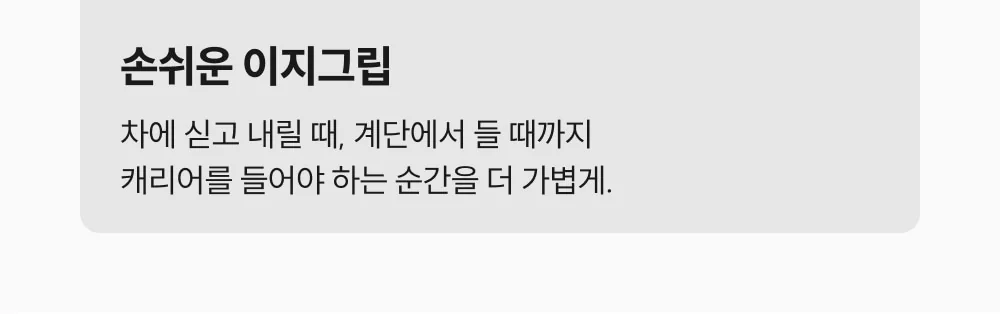 손쉬운 이지그립
차에 싣고 내릴 때, 계단에서 들 때까지
캐리어를 들어야 하는 순간을 더 가볍게.